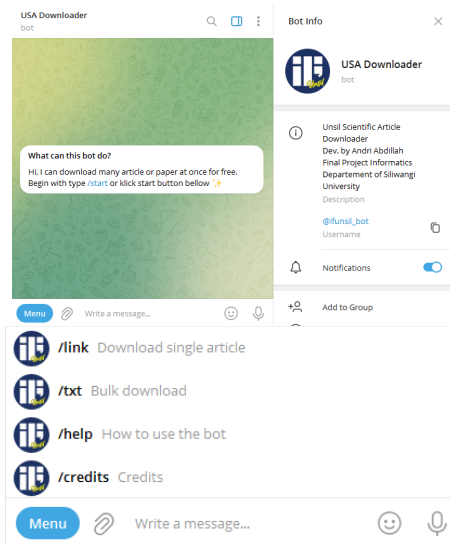 USA Downloader
bot
What can this bot do?
Hi, I can download many article or paper at once for free.
Begin with type /start or klick start button bellow ✨
Menu
Write a message...
Bot Info
USA Downloader
bot
Unsil Scientific Article
Downloader
Dev. by Andri Abdillah
Final Project Informatics
Departement of Siliwangi
University
Description
@ifunsil_bot
Username
Notifications
Add to Group
/link Download single article
/txt Bulk download
/help How to use the bot
/credits Credits
Menu
Write a message...